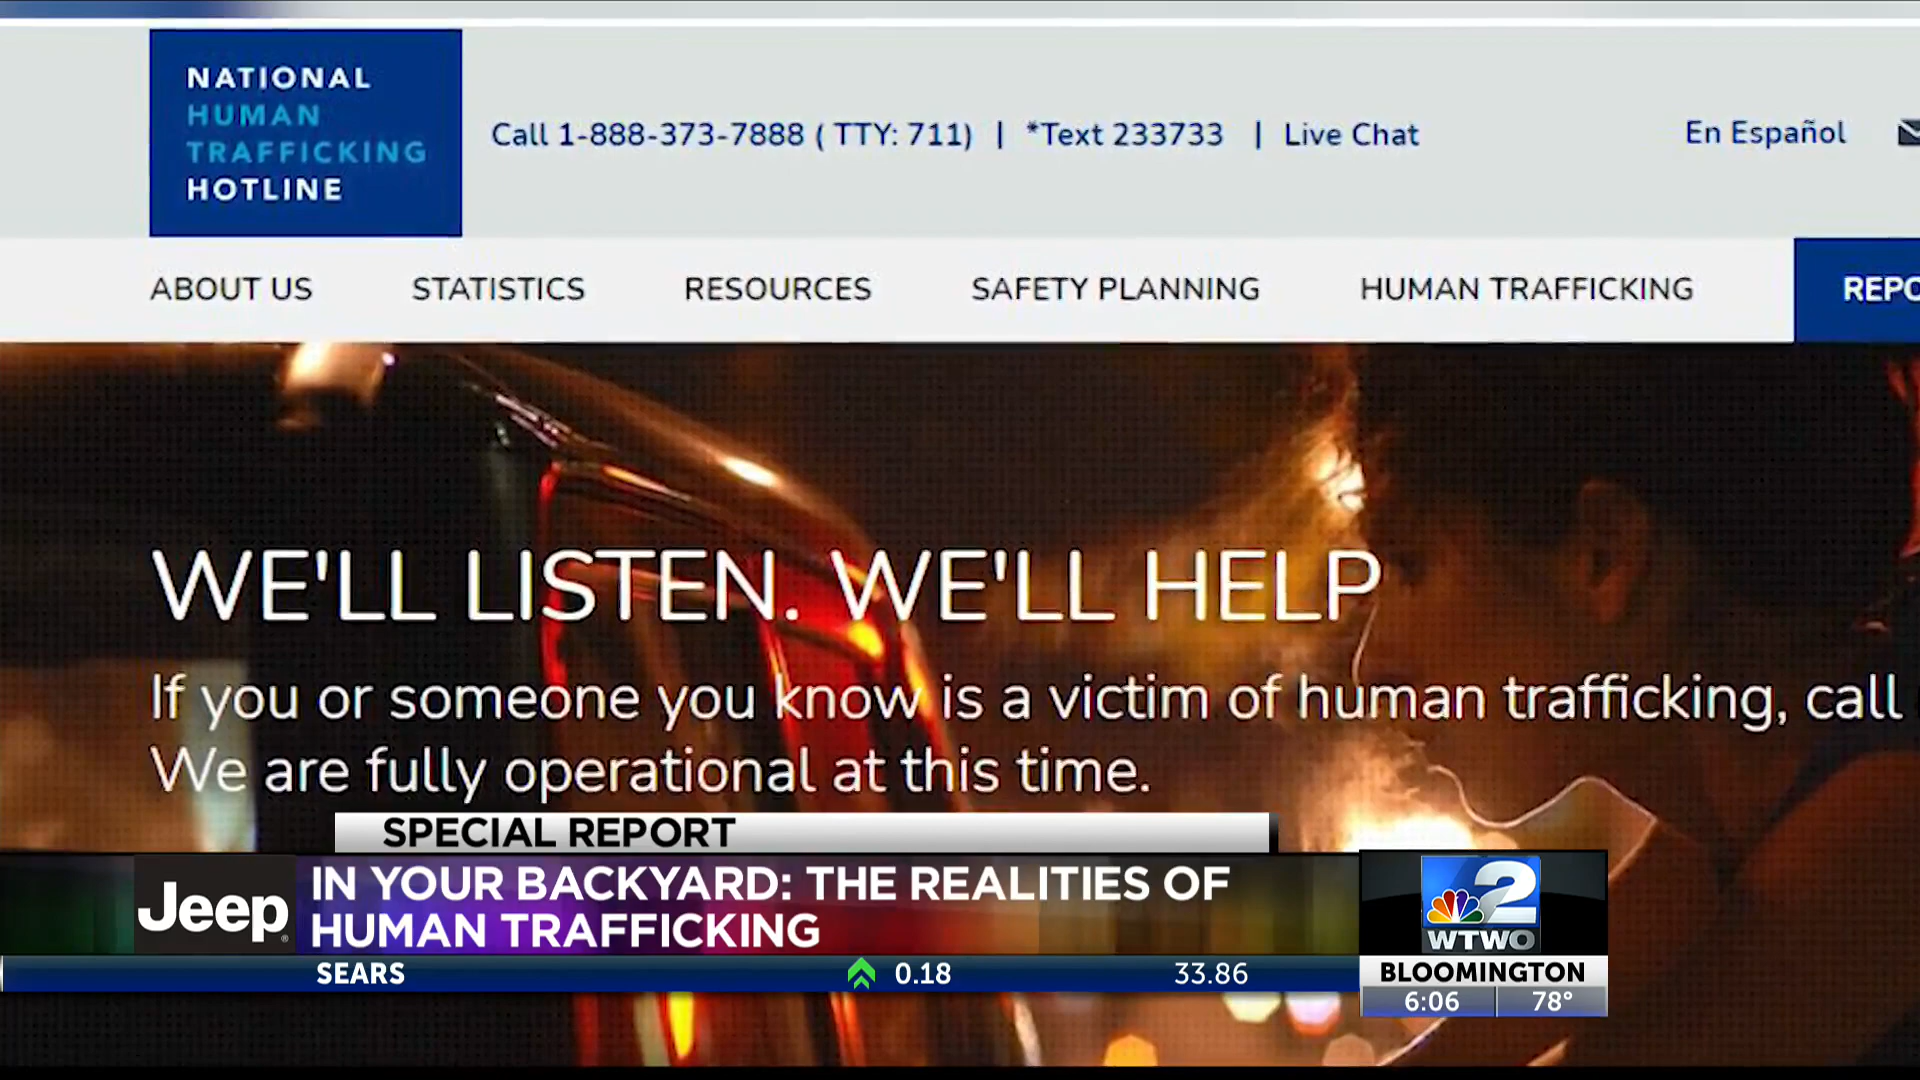 NATIONAL
HUMAN
TRAFFICKING
HOTLINE
Call 1-888-373-7888 ( TTY: 711) | *Text 233733 | Live Chat
En Español
ABOUT US STATISTICS RESOURCES SAFETY PLANNING HUMAN TRAFFICKING REPO
WE'LL LISTEN. WE'LL HELP
If you or someone you know is a victim of human trafficking, call
We are fully operational at this time.
SPECIAL REPORT
Jeep
IN YOUR BACKYARD: THE REALITIES OF
HUMAN TRAFFICKING
2
WTWO
SEARS 0.18 33.86
BLOOMINGTON
6:06 78°